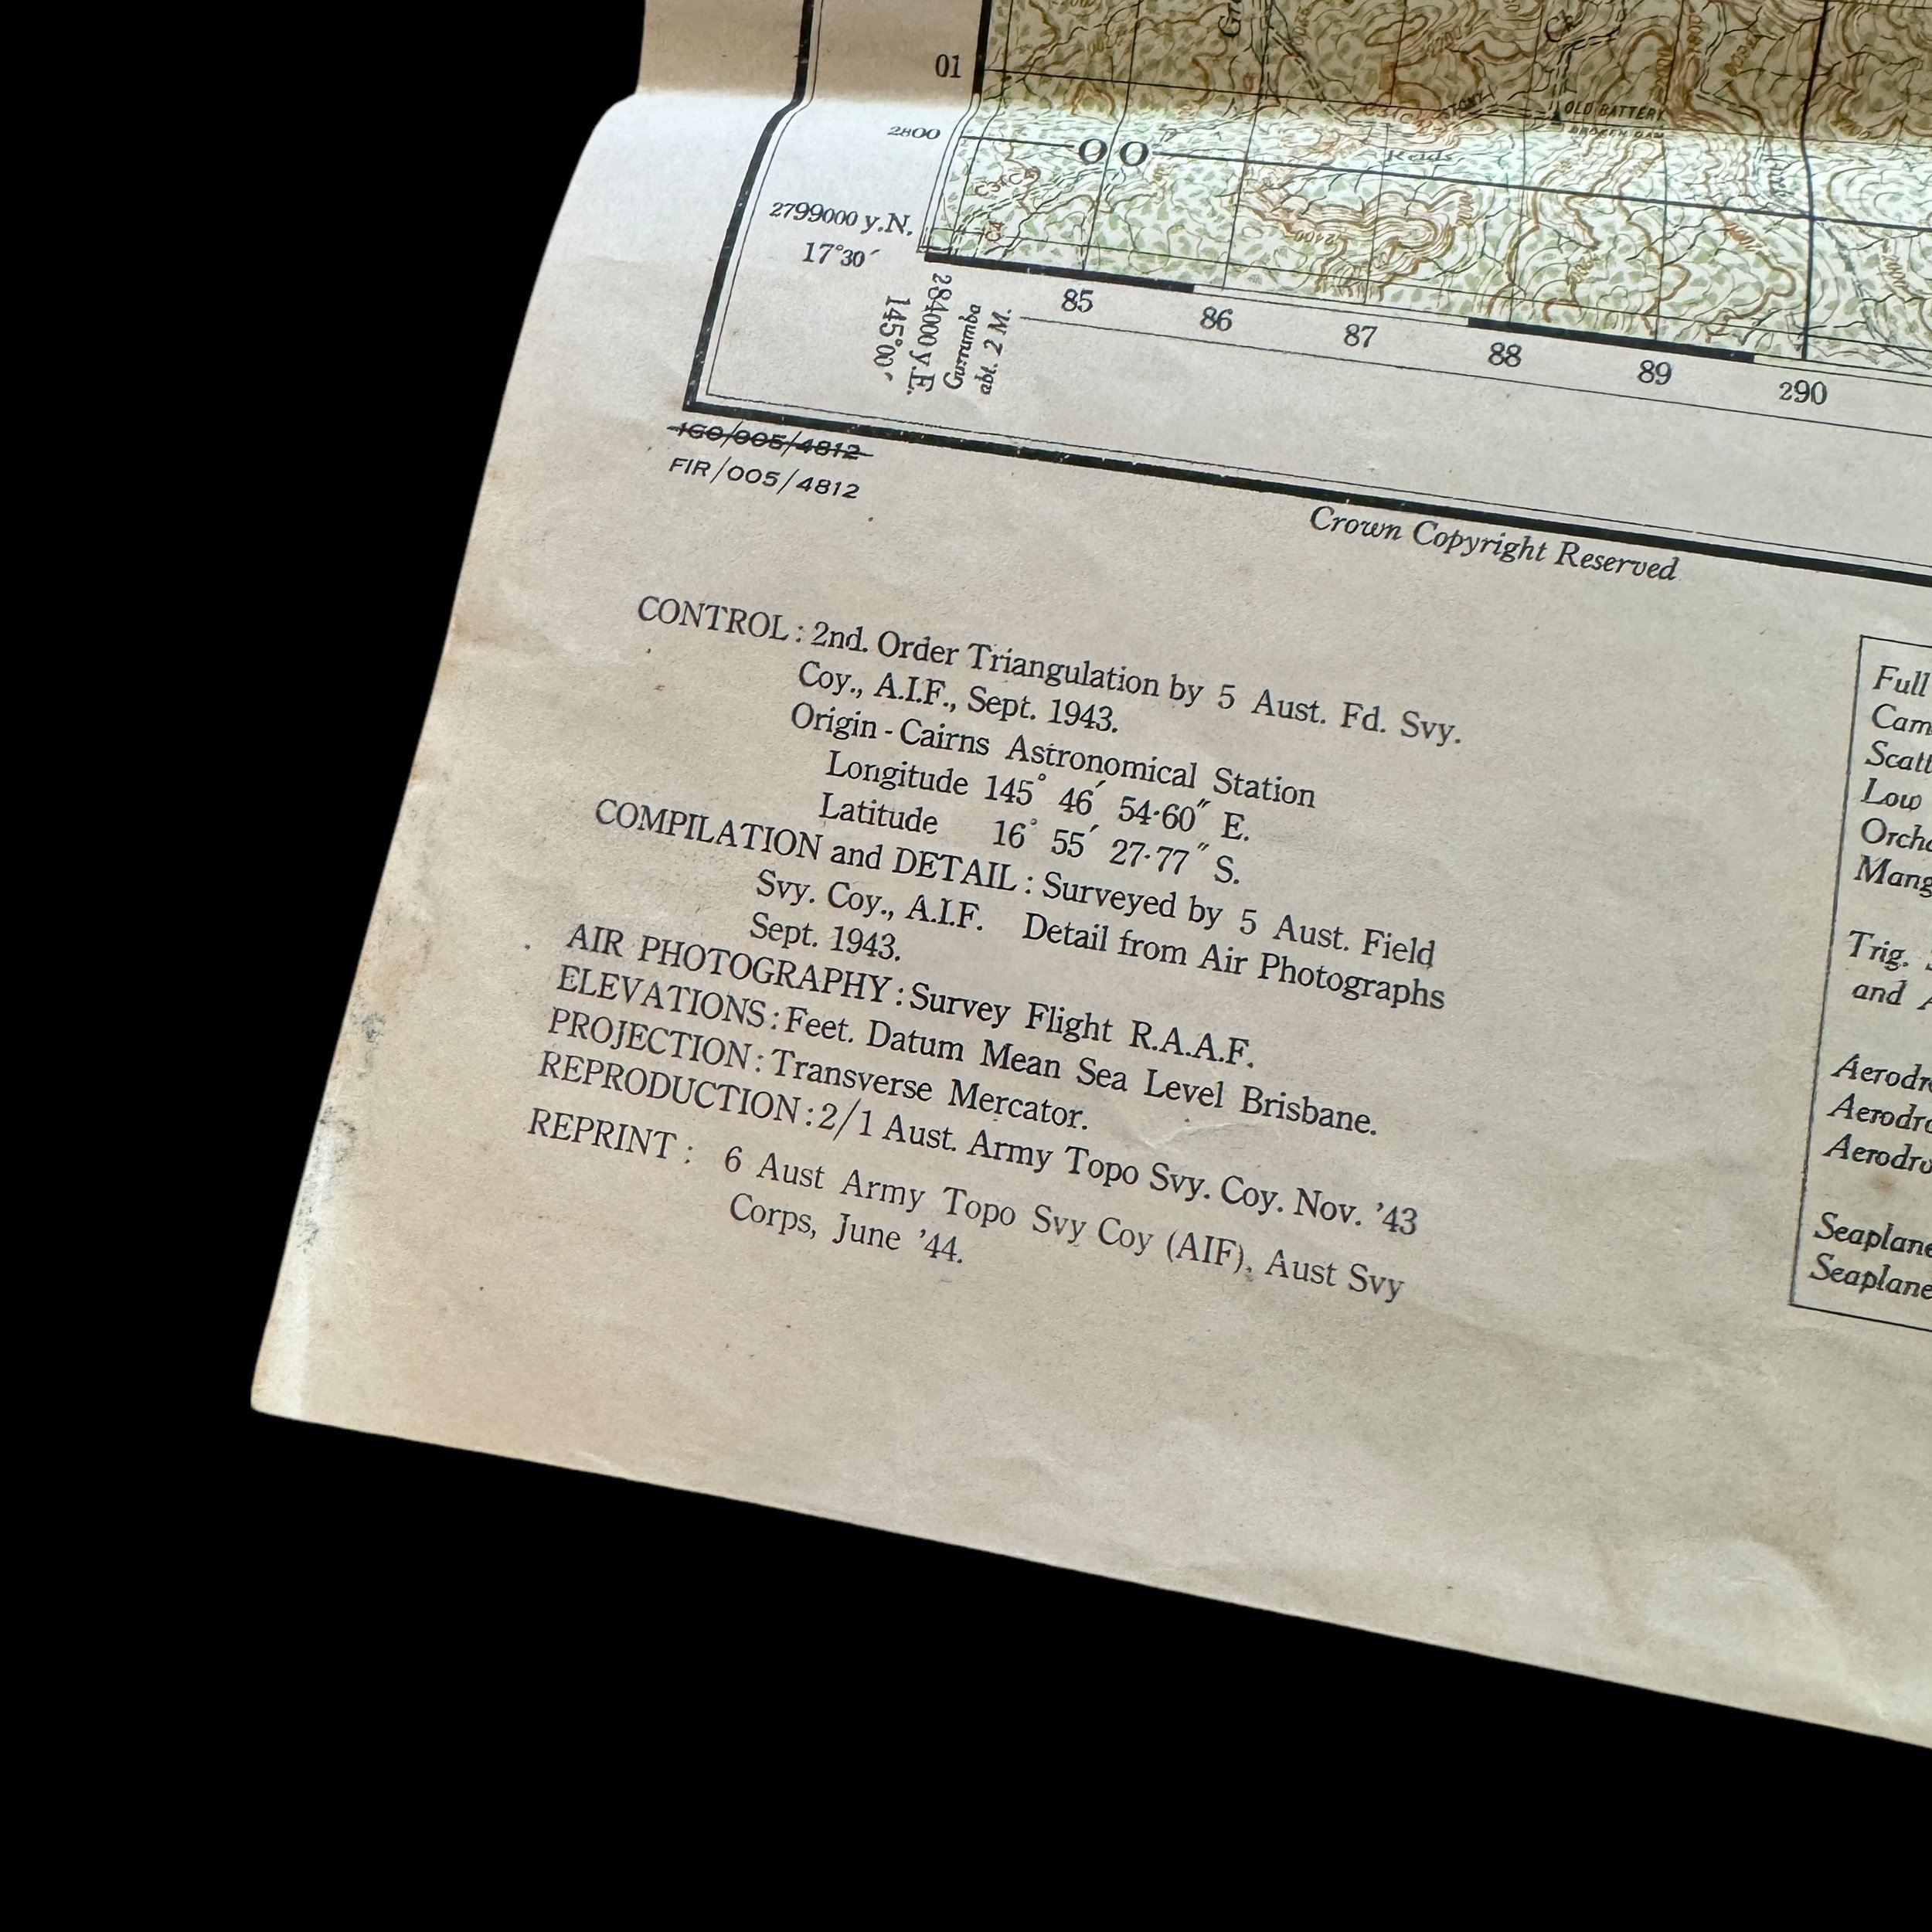 01
2800
OO
OLD BATTERY
BROKEN DAM
Reids
2799000 y.N.
17°30´
284000 y.E.
145°00´
85
86
87
88
89
290
1GO/005/4812
FIR/005/4812
Crown Copyright Reserved
CONTROL : 2nd. Order Triangulation by 5 Aust. Fd. Svy.
Coy., A.I.F., Sept. 1943.
Origin - Cairns Astronomical Station
Longitude 145° 46´ 54·60″ E.
Latitude 16° 55´ 27·77″ S.
COMPILATION and DETAIL : Surveyed by 5 Aust. Field
Svy. Coy., A.I.F. Detail from Air Photographs
Sept. 1943.
AIR PHOTOGRAPHY : Survey Flight R.A.A.F.
ELEVATIONS : Feet. Datum Mean Sea Level Brisbane.
PROJECTION : Transverse Mercator.
REPRODUCTION : 2/1 Aust. Army Topo Svy. Coy. Nov. ’43
REPRINT : 6 Aust Army Topo Svy Coy (AIF), Aust Svy
Corps, June ’44.
Full
Cam
Scatt
Low
Orch
Mang
Trig.
and
Aerodr
Aerodr
Aerodr
Seaplane
Seaplane